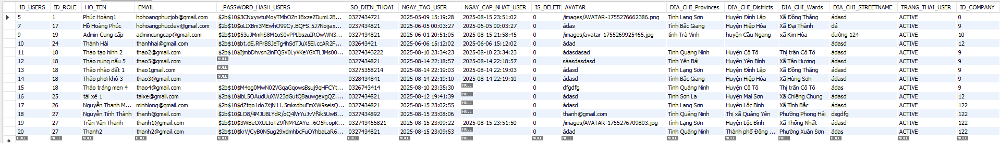 ID_USERS ID_ROLE HO_TEN EMAIL _PASSWORD_HASH_USERS SO_DIEN_THOAI NGAY_TAO_USER NGAY_CAP_NHAT_USER IS_DELETE AVATAR DIA_CHI_Provinces DIA_CHI_Districts DIA_CHI_Wards DIA_CHI_STREETNAME TRANG_THAI_USER ID_COMPANY
5 1 Phúc Hoàng1 hohoangphucjob@gmail.com $2b$10$3CNxywtuMoyTMbOZn1BxzeZDumL2B... 0327434721 2025-05-09 15:19:28 2025-08-15 23:51:02 0 /images/AVATAR-1755276662386.png Tỉnh Lạng Sơn Huyện Đình Lập Xã Đồng Thắng ádasd ACTIVE 0
7 17 Hồ Hoàng Phúc hohoangphucdev@gmail.com $2b$10$oLIXBm3MEwhO99Cy.BQFS.5J7Noijax... 0327434821 2025-06-05 00:03:27 2025-06-05 00:03:27 0 ádas Tỉnh Bắc Giang Huyện Hiệp Hòa Xã Đại Thành đá ACTIVE 9
9 19 Admin Cung cấp admincungcap@gmail.com $2b$10$53uJMmhS8M1oS0vPPLbszuIROwWN3... 0327434821 2025-06-01 20:51:05 2025-08-15 21:58:45 0 /images/avatar-1755269925465.jpg tỉnh Trà Vinh huyện Cầu Ngang xã Kim Hòa đường 124 ACTIVE 10
10 24 Thành Hải thanhhai@gmail.com $2b$10$bt.dE.RPrBSJeTg4hSdTJuX5El.ccAR2F... 032643421 2025-06-06 15:12:02 2025-06-06 15:12:02 0 ádad ádasd ACTIVE 12
11 18 Thảo tạo hình 2 thao2@gmail.com $2b$10$IjmbDhvsn2inFQSV0LyVKeYGXTLJMs00... 03274343222 2025-08-10 23:34:23 2025-08-10 23:34:23 0 ádasdasad Tỉnh Quảng Ninh Huyện Cô Tô Thị trấn Cô Tô ádasd ACTIVE 9
12 18 Thảo nung nấu 5 thao5@gmail.com NULL 0327434821 2025-08-14 22:18:57 2025-08-14 22:18:57 0 sàasdasdasd Tỉnh Yên Bái Huyện Yên Bình Xã Tân Hương ádasd ACTIVE 9
13 18 Thảo nhào đất 1 thao1gmail.com NULL 03275358214 2025-08-14 22:19:03 2025-08-14 22:19:03 0 ádasd Tỉnh Lạng Sơn Huyện Đình Lập Xã Đồng Thắng ádasd ACTIVE 9
14 18 Thảo phơi khô 3 thao3@gmail.com NULL 0328434841 2025-08-14 22:19:10 2025-08-14 22:19:10 0 ádasd Tỉnh Bắc Giang Huyện Hiệp Hòa Xã Hùng Sơn ádasd ACTIVE 9
15 18 Thảo tráng men 4 thao4@gmail.com $2b$10$M4og0MwN02VGqaGqowsBsuj9qHFCYt... 0326743414 2025-08-10 23:35:30 NULL 0 dfgdfg Tỉnh Quảng Ninh Huyện Cô Tô Thị trấn Cô Tô ádas ACTIVE 9
16 25 tài xế 1 taixe@gmail.com $2b$10$lbL5OAudUuXW23dGutQBauwgexgQZ.... 0327434821 2025-08-12 19:41:39 NULL 0 ádasd Tỉnh Sơn La Huyện Mai Sơn Xã Chiềng Chung ádasd ACTIVE 12
17 26 Nguyễn Thanh M... minhlong@gmail.com $2b$10$dZtgo1do2XjN11.5mksdbuEmXW9seisQ... 0327434821 2025-08-15 23:02:55 NULL 0 ádasd Tỉnh Lạng Sơn Huyện Lộc Bình Xã Tĩnh Bắc ádasd ACTIVE 122
18 27 Nguyễn Tính Thành thanh@gmail.com $2b$10$LO8/4MJU8LYdR/oQ4lVrYuJvVf9k5UwB... 0327434892 2025-08-15 23:08:06 NULL 0 thanh@gmail.com Tỉnh Quảng Ninh Thị xã Quảng Yên Phường Phong Hải dsgdfg ACTIVE 122
19 27 Trần Văn Thanh thanh1@gmail.com $2b$10$3WBeOXULIoTZ9fNM4ZAYe..6O5h.opK... 032743455821 2025-08-15 23:09:22 2025-08-15 23:51:50 0 /images/AVATAR-1755276709803.jpg Tỉnh Lạng Sơn Huyện Lộc Bình Xã Thống Nhất ádasd ACTIVE 122
20 27 Thanh2 thanh2@gmail.com $2b$10$krV/CyB0N5ug29xdmhbcFuOYhbaLaR6... 0327434821 2025-08-15 23:09:53 NULL 0 ádad Tỉnh Quảng Ninh Thành phố Đông ... Phường Xuân Sơn ádas ACTIVE 122
NULL NULL NULL NULL NULL NULL NULL NULL NULL NULL NULL NULL NULL NULL NULL NULL